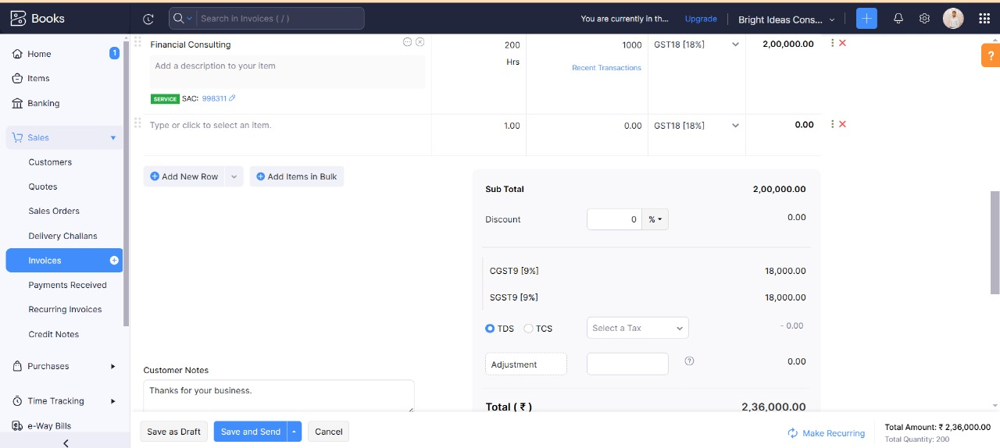 Books
Search in Invoices ( / )
You are currently in th...
Upgrade
Bright Ideas Cons...
Home
1
Items
Banking
Sales
Customers
Quotes
Sales Orders
Delivery Challans
Invoices
Payments Received
Recurring Invoices
Credit Notes
Purchases
Time Tracking
e-Way Bills
Financial Consulting
200
1000
GST18 [18%]
2,00,000.00
?
Add a description to your item
Hrs
Recent Transactions
SERVICE SAC: 998311
Type or click to select an item.
1.00
0.00
GST18 [18%]
0.00
Add New Row
Add Items in Bulk
Sub Total
2,00,000.00
Discount
0
%
0.00
CGST9 [9%]
18,000.00
SGST9 [9%]
18,000.00
TDS
TCS
Select a Tax
- 0.00
Adjustment
?
0.00
Customer Notes
Thanks for your business.
Total ( ₹ )
2,36,000.00
Save as Draft
Save and Send
Cancel
Make Recurring
Total Amount: ₹ 2,36,000.00
Total Quantity: 200